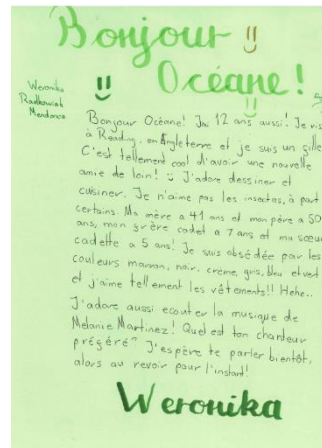 Bonjour !!
Océane!
Weronika
Radkowiak
Mendonca
Bonjour Océane! J'ai 12 ans aussi! Je vis
à Reading, en Angleterre et je suis un fille
C'est tellement cool d'avoir une nouvelle
amie de loin! J'adore dessiner et
cuisiner. Je n'aime pas les insectes, à part
certains. Ma mère a 41 ans et mon père a 50
ans, mon frère cadet a 7 ans et ma sœur
cadette a 5 ans! Je suis obsédée par les
couleurs marron, noir, crème, gris, bleu et vert
et j'aime tellement les vêtements!! Hehe..
J'adore aussi ecouter la musique de
Melanie Martinez! Quel est ton chanteur
préféré? J'espère te parler bientôt,
alors au revoir pour l'instant!
Weronika